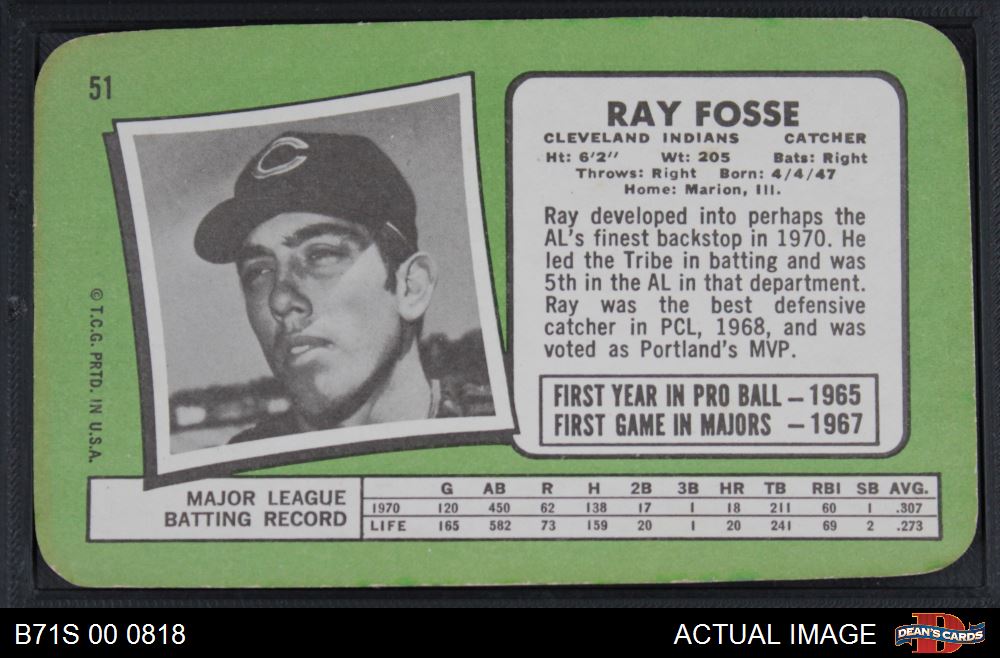 51
© T.C.G. PRTD. IN U.S.A.
C
RAY FOSSE
CLEVELAND INDIANS CATCHER
Ht: 6'2" Wt: 205 Bats: Right
Throws: Right Born: 4/4/47
Home: Marion, Ill.
Ray developed into perhaps the
AL's finest backstop in 1970. He
led the Tribe in batting and was
5th in the AL in that department.
Ray was the best defensive
catcher in PCL, 1968, and was
voted as Portland's MVP.
FIRST YEAR IN PRO BALL – 1965
FIRST GAME IN MAJORS – 1967
MAJOR LEAGUE
BATTING RECORD
G AB R H 2B 3B HR TB RBI SB AVG.
1970 120 450 62 138 17 1 18 211 60 1 .307
LIFE 165 582 73 159 20 1 20 241 69 2 .273
B71S 00 0818
ACTUAL IMAGE
D
DEAN'S CARDS